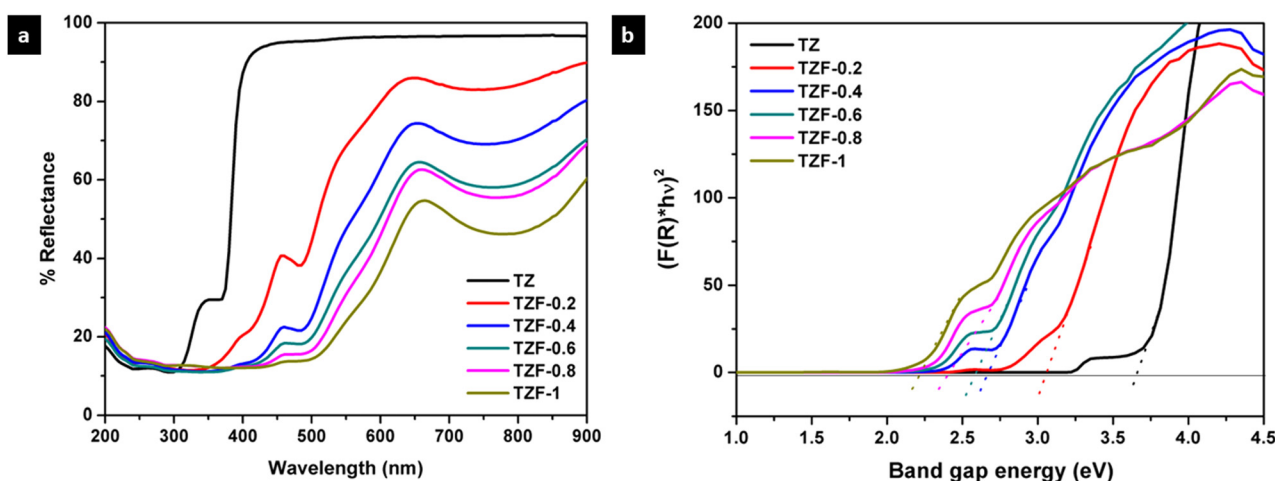 a
% Reflectance
100
80
60
40
20
0
200 300 400 500 600 700 800 900
Wavelength (nm)
TZ
TZF-0.2
TZF-0.4
TZF-0.6
TZF-0.8
TZF-1
b
(F(R)*hν)²
200
150
100
50
0
1.0 1.5 2.0 2.5 3.0 3.5 4.0 4.5
Band gap energy (eV)
TZ
TZF-0.2
TZF-0.4
TZF-0.6
TZF-0.8
TZF-1